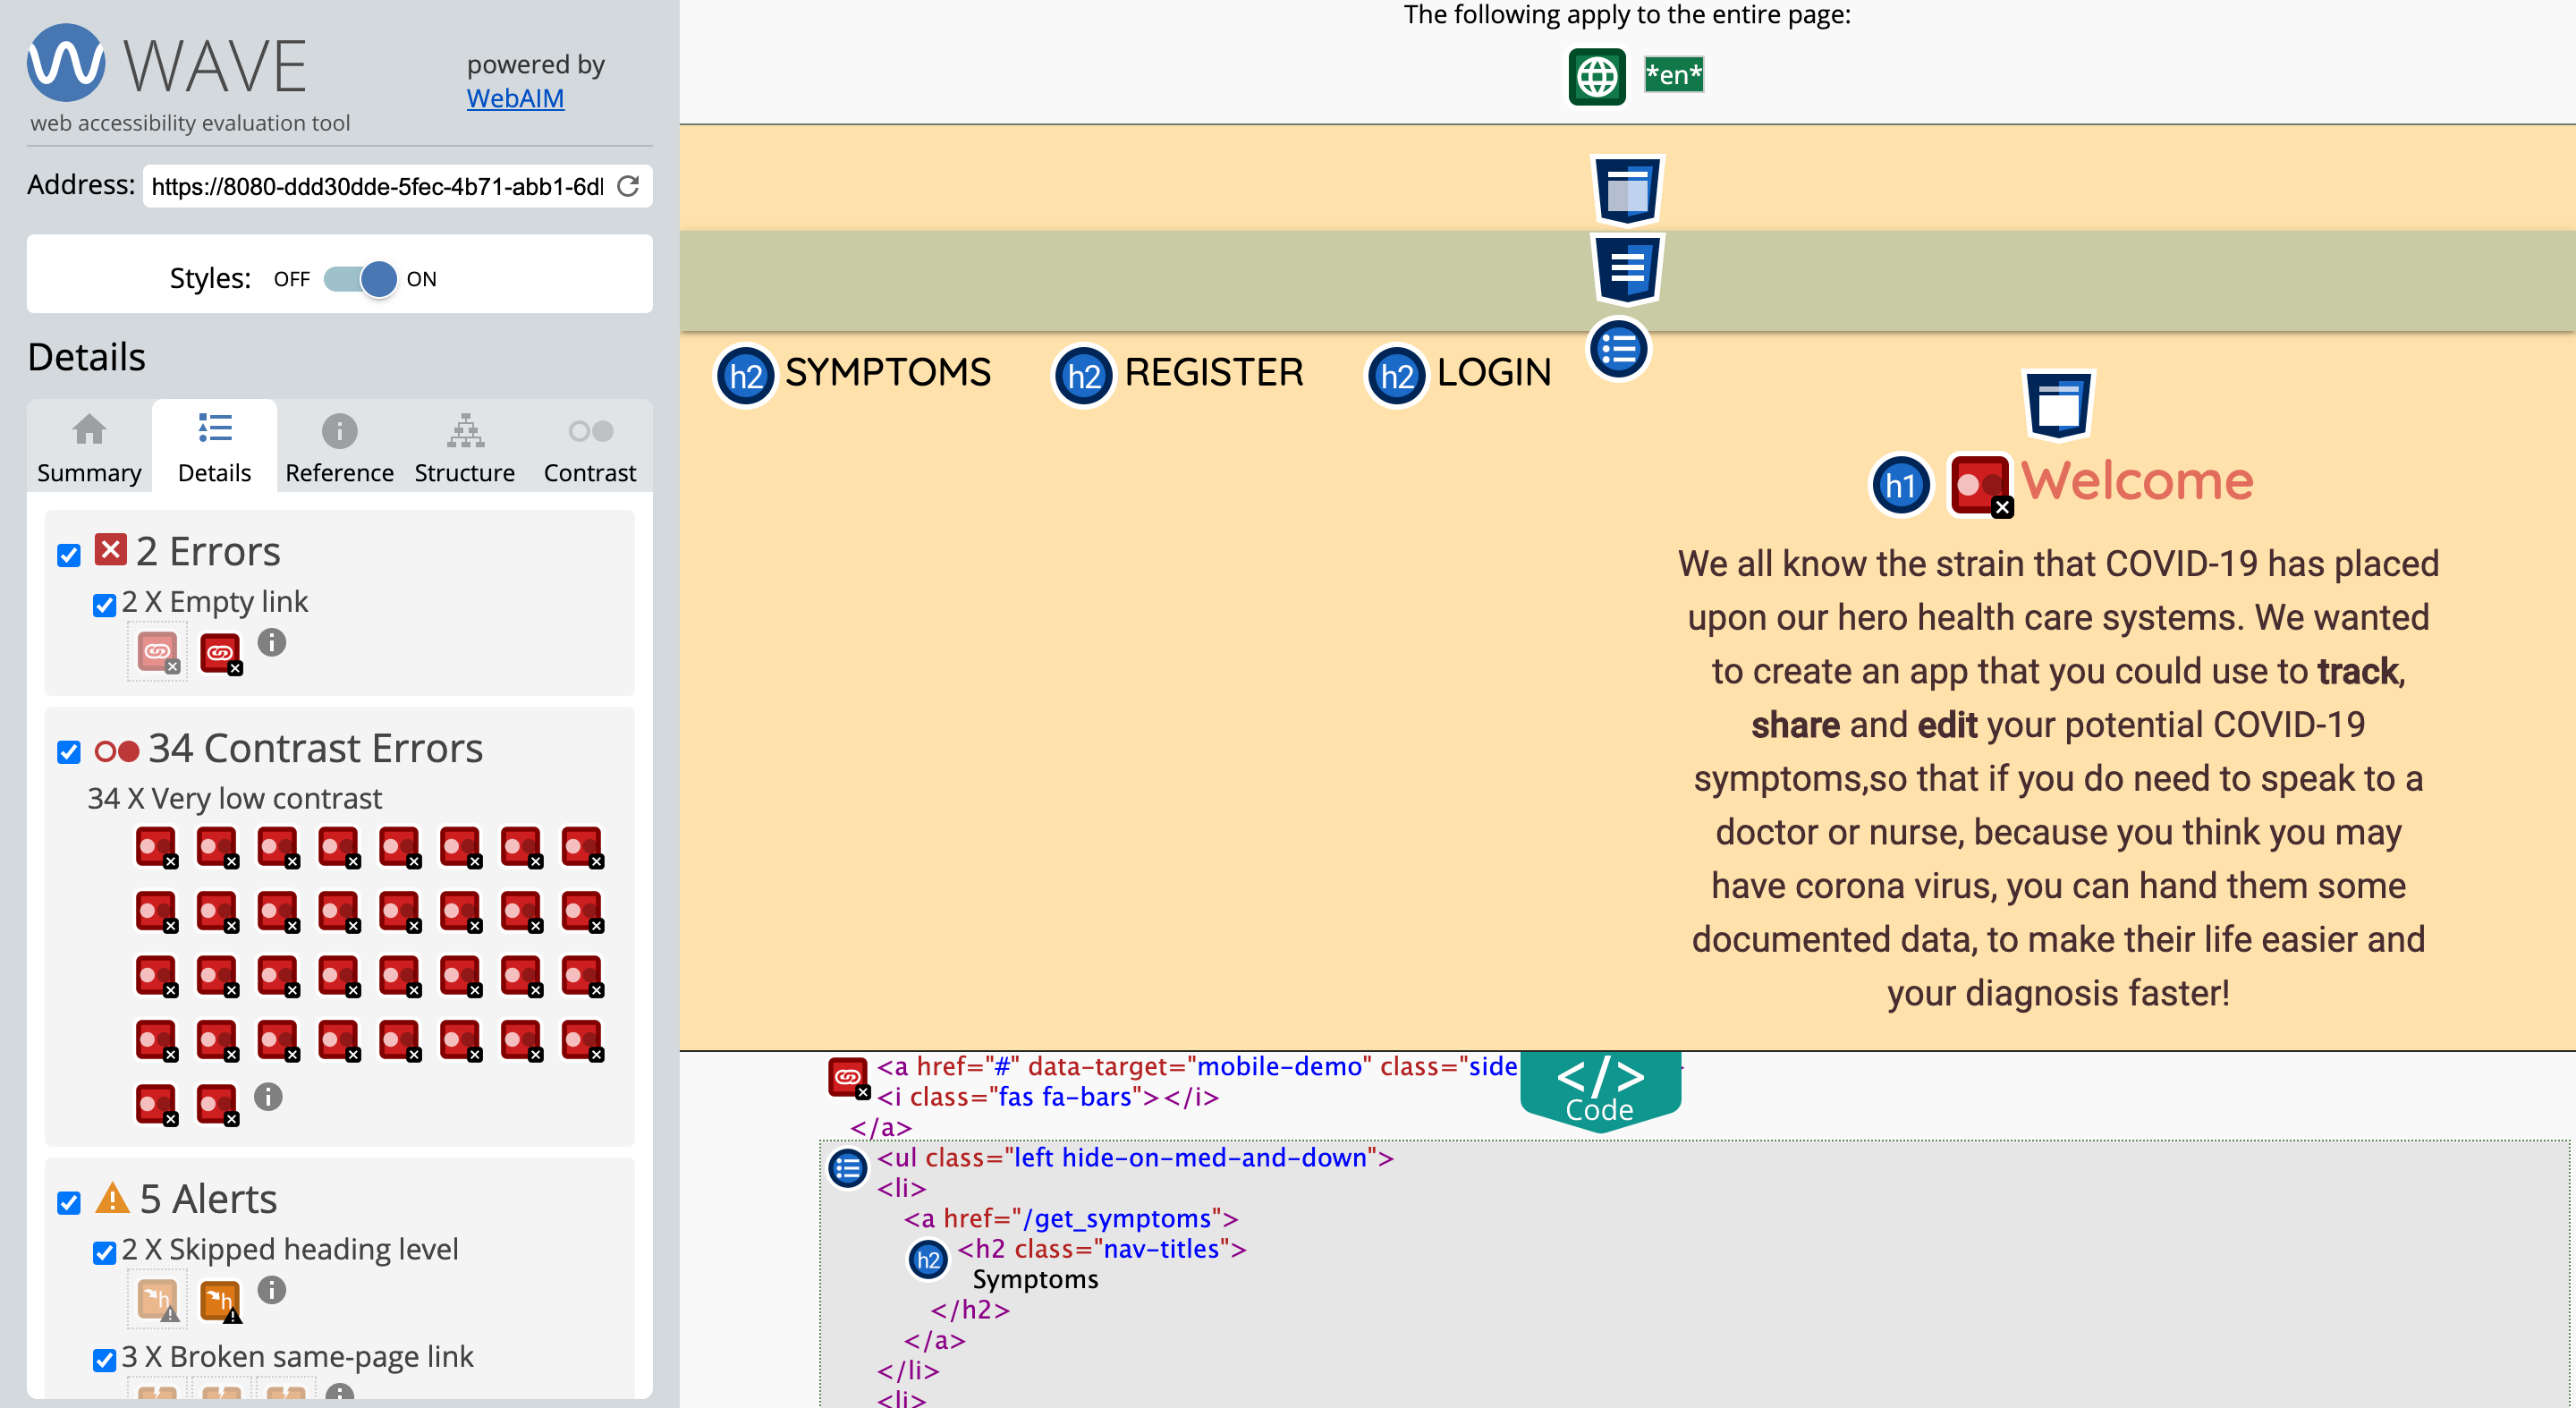 WAVE
powered by
WebAIM
web accessibility evaluation tool
Address: https://8080-ddd30dde-5fec-4b71-abb1-6dl
Styles: OFF ON
Details
Summary Details Reference Structure Contrast
2 Errors
2 X Empty link
34 Contrast Errors
34 X Very low contrast
5 Alerts
2 X Skipped heading level
3 X Broken same-page link
The following apply to the entire page:
*en*
h2 SYMPTOMS h2 REGISTER h2 LOGIN
h1 Welcome
We all know the strain that COVID-19 has placed
upon our hero health care systems. We wanted
to create an app that you could use to track,
share and edit your potential COVID-19
symptoms,so that if you do need to speak to a
doctor or nurse, because you think you may
have corona virus, you can hand them some
documented data, to make their life easier and
your diagnosis faster!
<a href="#" data-target="mobile-demo" class="side
<i class="fas fa-bars"></i>
</a>
</>
Code
<ul class="left hide-on-med-and-down">
<li>
<a href="/get_symptoms">
h2 <h2 class="nav-titles">
Symptoms
</h2>
</a>
</li>
<li>